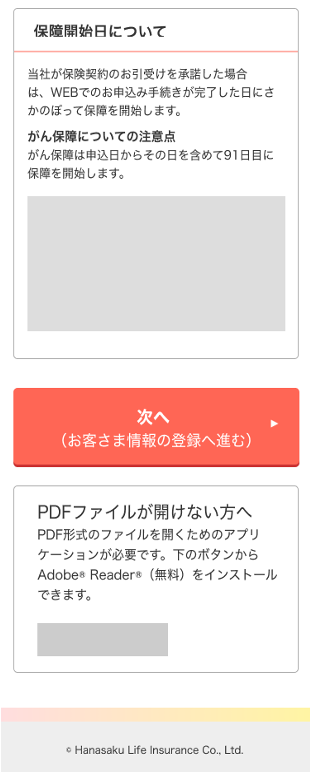 保障開始日について
当社が保険契約のお引受けを承諾した場合
は、WEBでのお申込み手続きが完了した日にさ
かのぼって保障を開始します。
がん保障についての注意点
がん保障は申込日からその日を含めて91日目に
保障を開始します。
次へ
（お客さま情報の登録へ進む）
PDFファイルが開けない方へ
PDF形式のファイルを開くためのアプリ
ケーションが必要です。下のボタンから
Adobe® Reader®（無料）をインストール
できます。
© Hanasaku Life Insurance Co., Ltd.